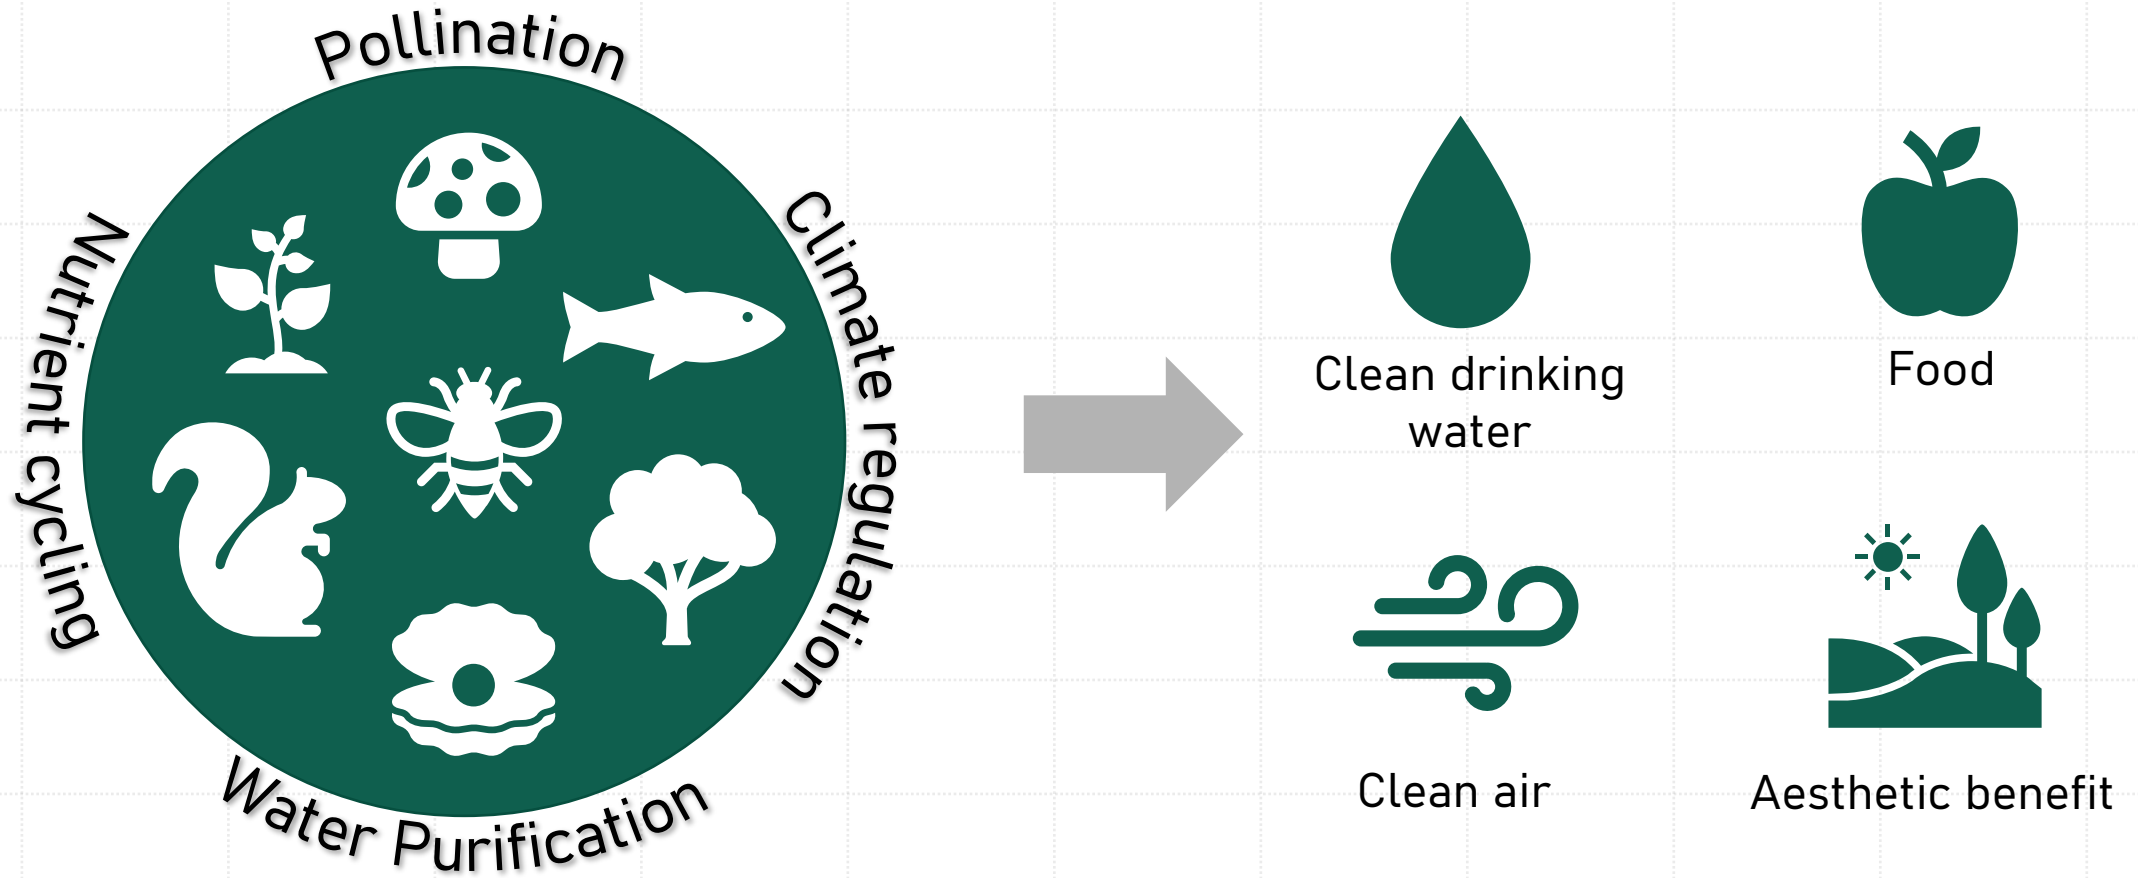 Pollination
Climate regulation
Nutrient cycling
Water Purification
Clean drinking
water
Food
Clean air
Aesthetic benefit